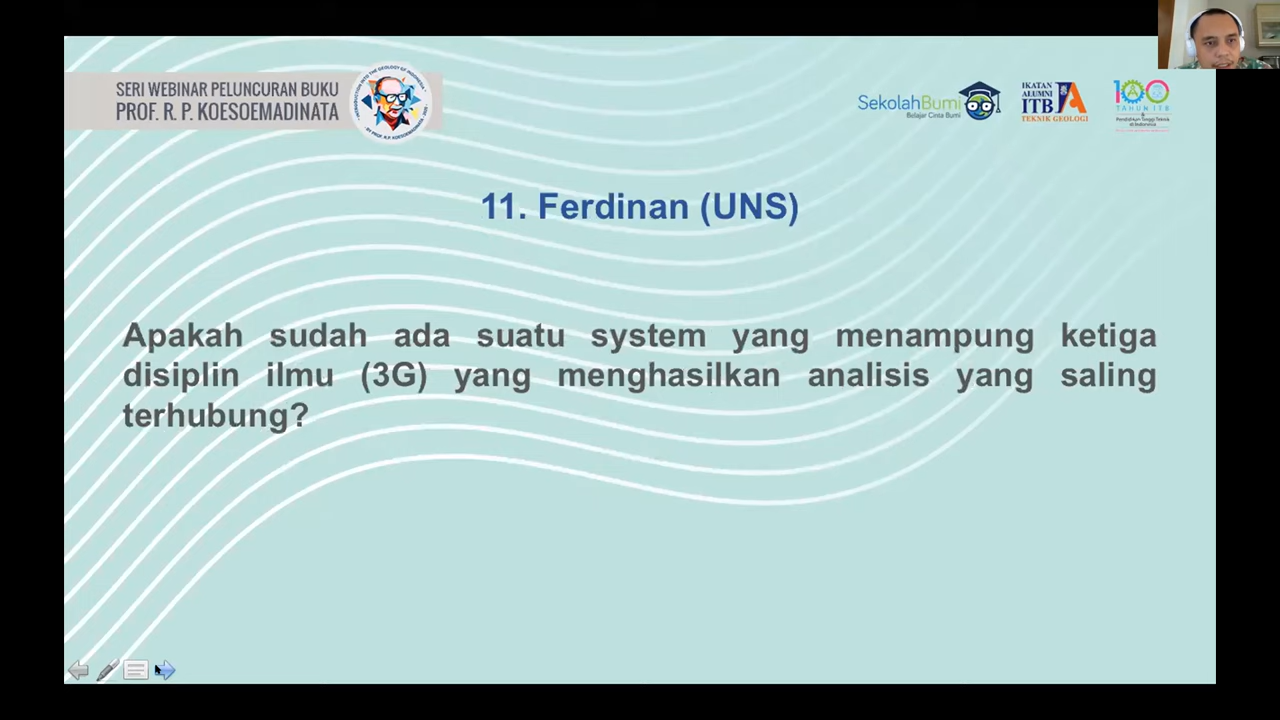 SERI WEBINAR PELUNCURAN BUKU
PROF. R. P. KOESOEMADINATA
SekolahBumi
Belajar Cinta Bumi
IKATAN
ALUMNI
ITB
TEKNIK GEOLOGI
100
TAHUN ITB
&
Pendidikan Tinggi Teknik
di Indonesia
11. Ferdinan (UNS)
Apakah sudah ada suatu system yang menampung ketiga
disiplin ilmu (3G) yang menghasilkan analisis yang saling
terhubung?